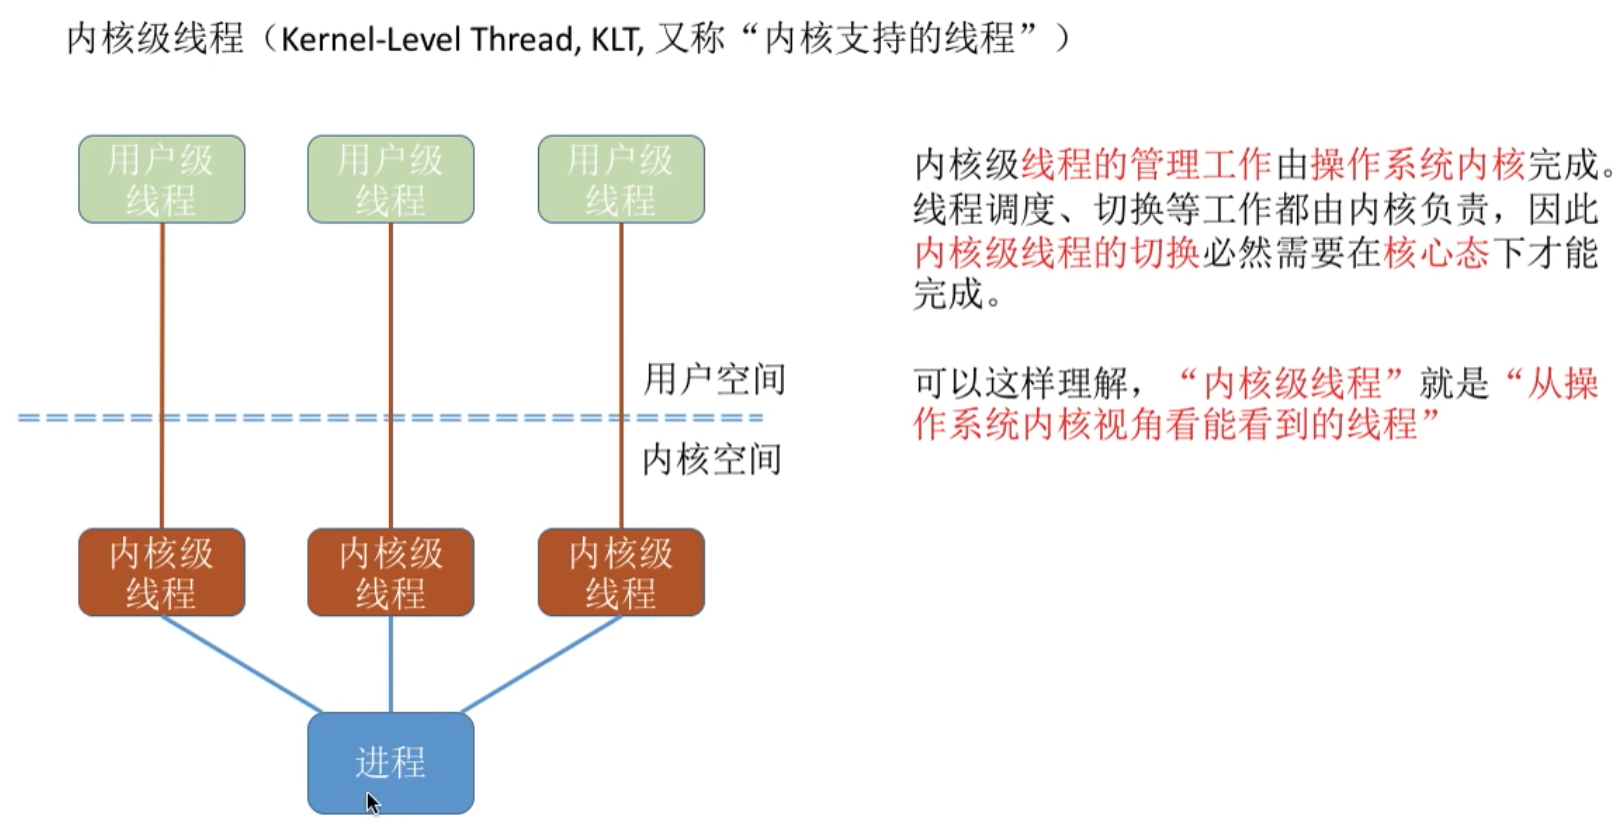 内核级线程（Kernel-Level Thread, KLT, 又称“内核支持的线程”）
用户级
线程
用户级
线程
用户级
线程
用户空间
内核空间
内核级
线程
内核级
线程
内核级
线程
进程
内核级线程的管理工作由操作系统内核完成。
线程调度、切换等工作都由内核负责，因此
内核级线程的切换必然需要在核心态下才能
完成。
可以这样理解，“内核级线程”就是“从操
作系统内核视角看能看到的线程”